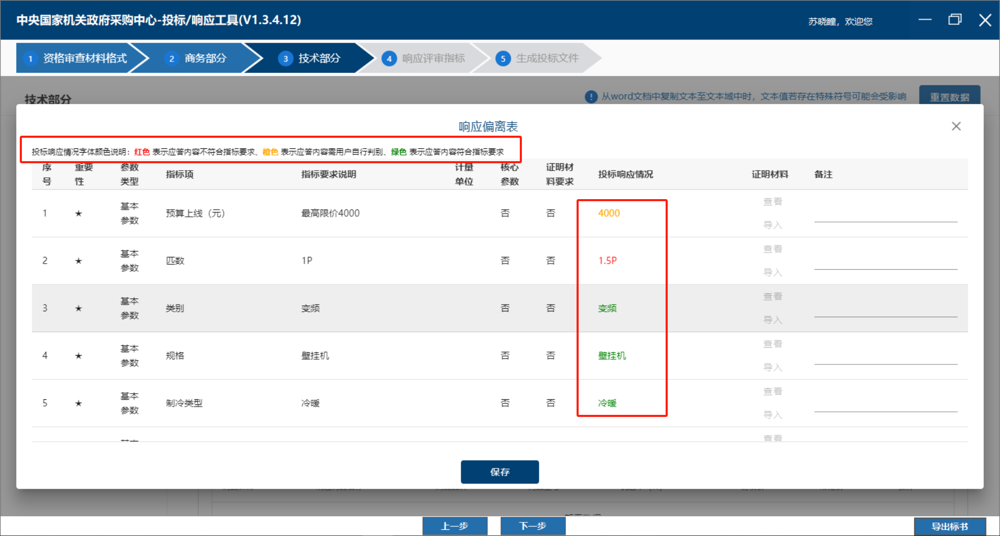 中央国家机关政府采购中心-投标/响应工具(V1.3.4.12)
苏晓瞳，欢迎您
1 资格审查材料格式
2 商务部分
3 技术部分
4 响应评审指标
5 生成投标文件
技术部分
! 从word文档中复制文本至文本域中时，文本值若存在特殊符号可能会受影响
重置数据
响应偏离表
投标响应情况字体颜色说明：红色 表示应答内容不符合指标要求、橙色 表示应答内容需用户自行判别、绿色 表示应答内容符合指标要求
序号 重要性 参数类型 指标项 指标要求说明 计量单位 核心参数 证明材料要求 投标响应情况 证明材料 备注
1 ★ 基本参数 预算上线（元） 最高限价4000 否 否 4000 查看 导入
2 ★ 基本参数 匹数 1P 否 否 1.5P 查看 导入
3 ★ 基本参数 类别 变频 否 否 变频 查看 导入
4 ★ 基本参数 规格 壁挂机 否 否 壁挂机 查看 导入
5 ★ 基本参数 制冷类型 冷暖 否 否 冷暖 查看 导入
查看
保存
上一步
下一步
导出标书